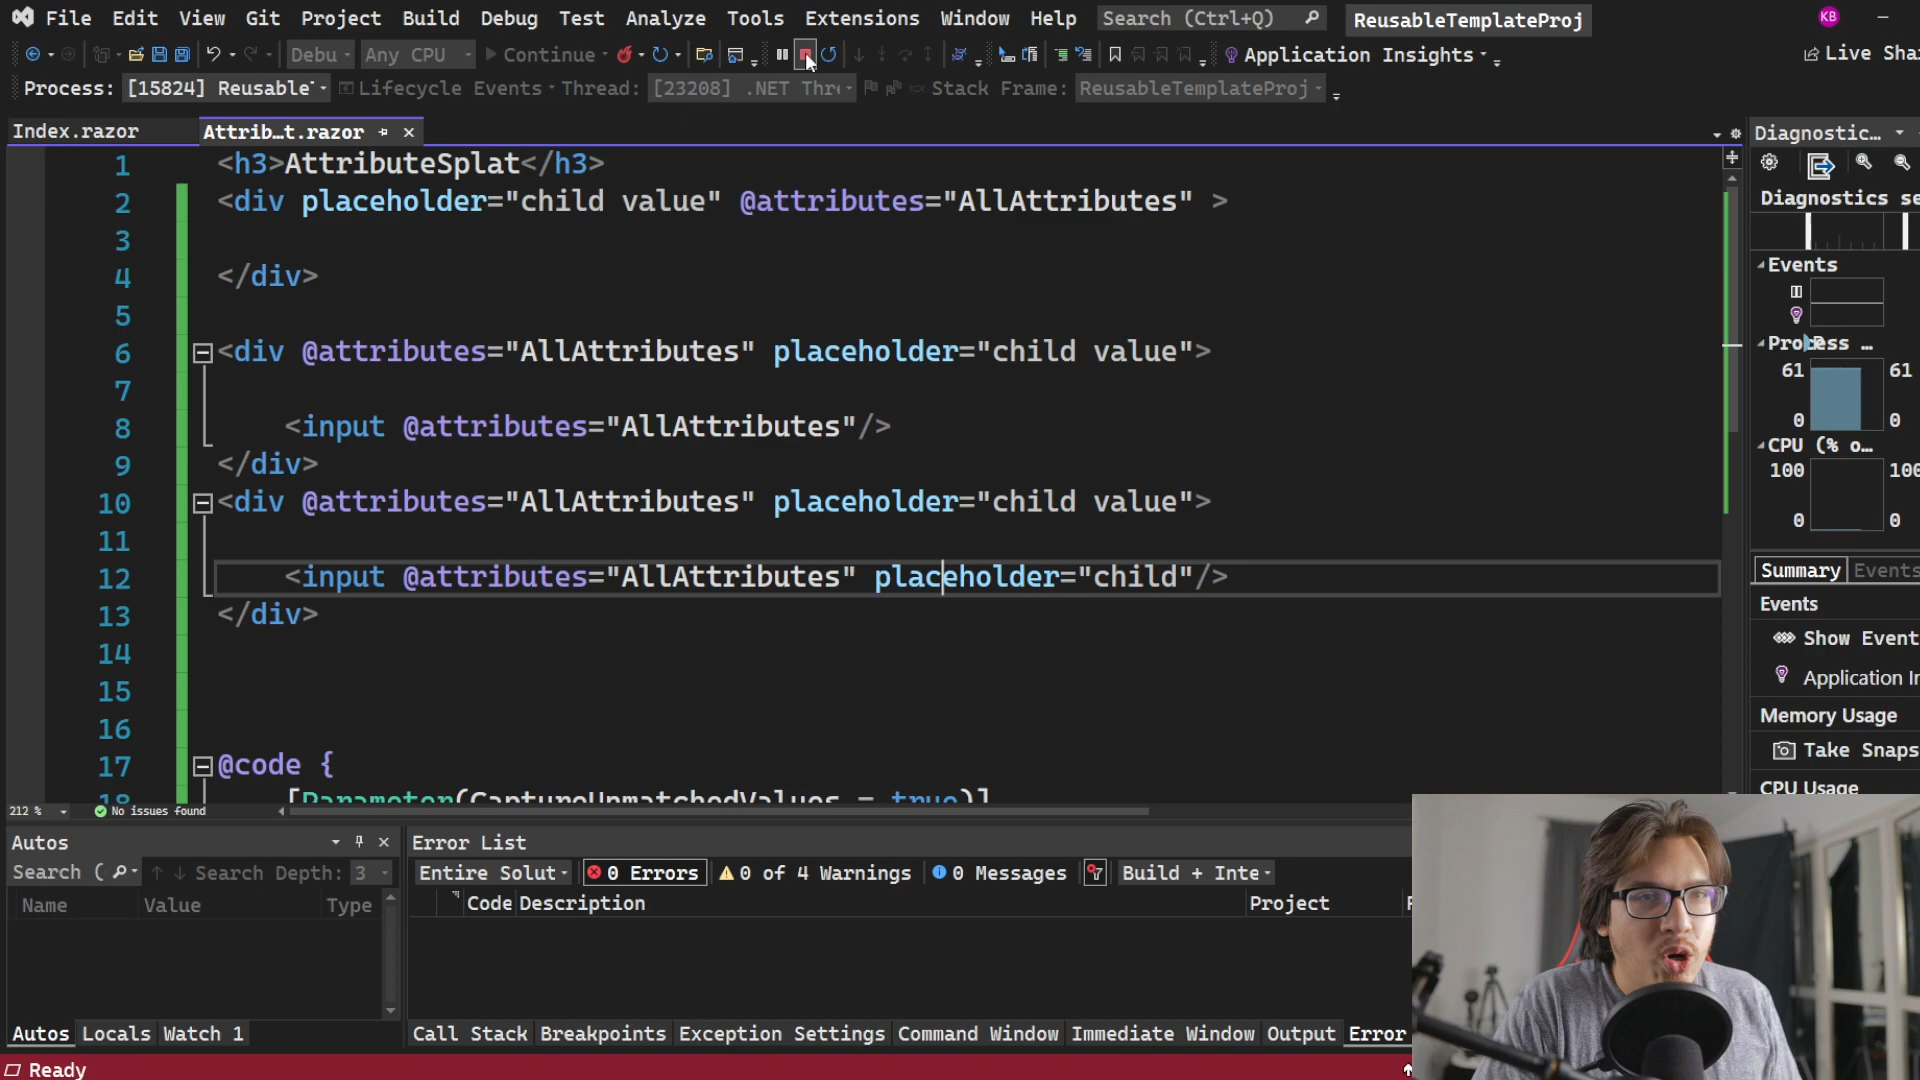 File Edit View Git Project Build Debug Test Analyze Tools Extensions Window Help Search (Ctrl+Q) ReusableTemplateProj KB
Debu Any CPU Continue Application Insights Live Sha
Process: [15824] Reusable Lifecycle Events Thread: [23208] .NET Thr Stack Frame: ReusableTemplateProj
Index.razor Attrib…t.razor
1 <h3>AttributeSplat</h3>
2 <div placeholder="child value" @attributes="AllAttributes" >
3
4 </div>
5
6 <div @attributes="AllAttributes" placeholder="child value">
7
8 <input @attributes="AllAttributes"/>
9 </div>
10 <div @attributes="AllAttributes" placeholder="child value">
11
12 <input @attributes="AllAttributes" placeholder="child"/>
13 </div>
14
15
16
17 @code {
18 [Parameter(CaptureUnmatchedValues = true)]
212 % No issues found
Diagnostic...
Diagnostics se
Events
Process ...
61 61
0 0
CPU (% o...
100 100
0 0
Summary Events
Events
Show Event
Application In
Memory Usage
Take Snaps
CPU Usage
Autos
Search ( Search Depth: 3
Name Value Type
Autos Locals Watch 1
Error List
Entire Solut 0 Errors 0 of 4 Warnings 0 Messages Build + Inte
Code Description Project F
Call Stack Breakpoints Exception Settings Command Window Immediate Window Output Error
Ready